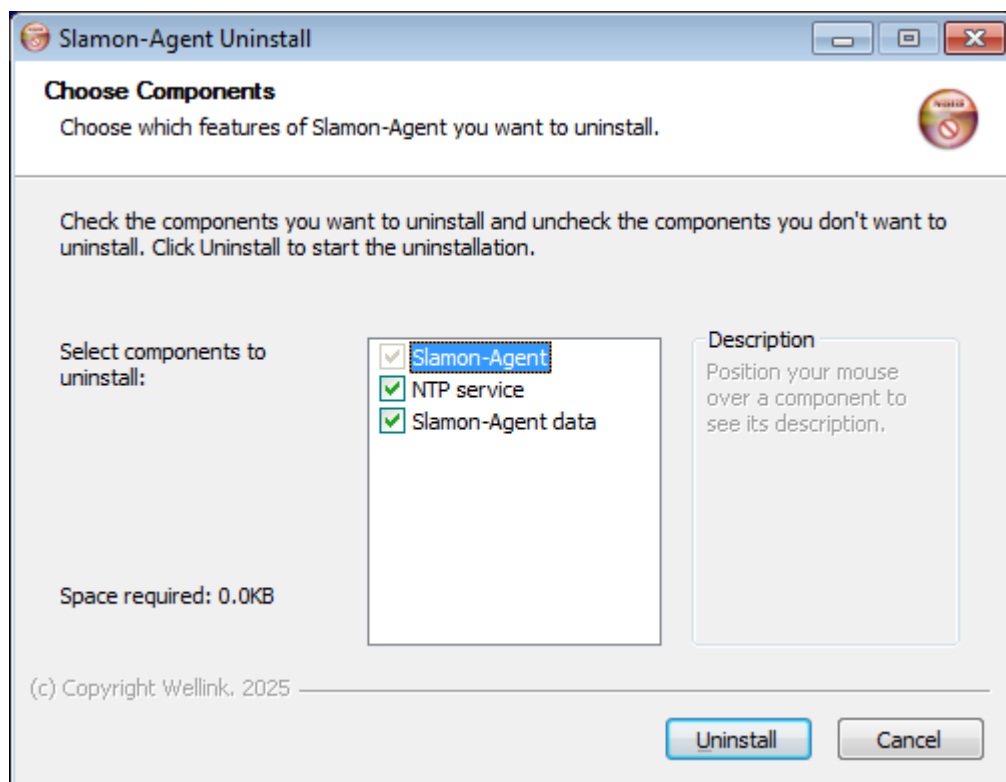 Slamon-Agent Uninstall
Choose Components
Choose which features of Slamon-Agent you want to uninstall.
Check the components you want to uninstall and uncheck the components you don't want to
uninstall. Click Uninstall to start the uninstallation.
Select components to
uninstall:
Slamon-Agent
NTP service
Slamon-Agent data
Description
Position your mouse
over a component to
see its description.
Space required: 0.0KB
(c) Copyright Wellink. 2025
Uninstall
Cancel